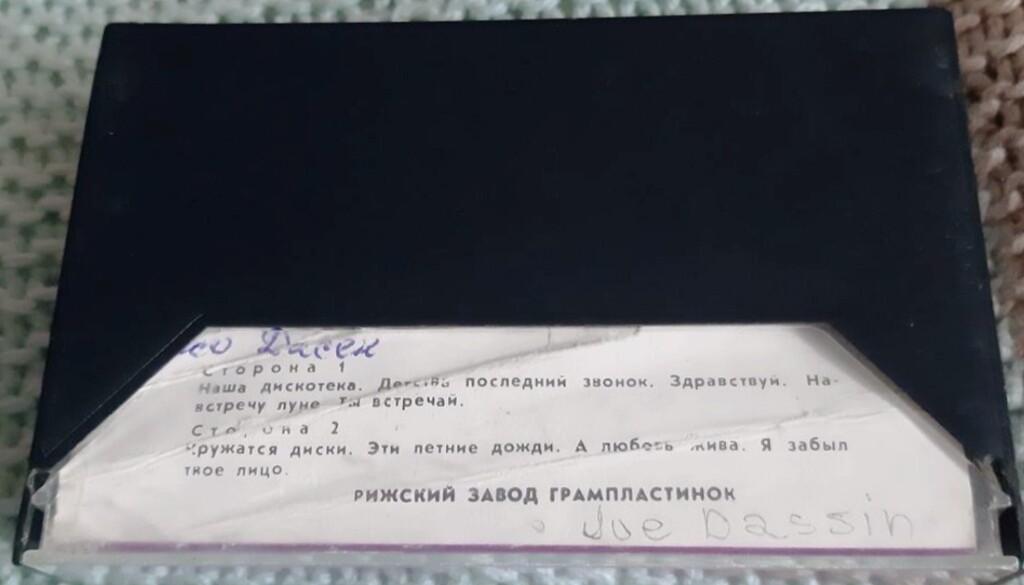 Дасен
Сторона 1
Наша дискотека. последний звонок. Здравствуй. На-
встречу луне. Ты встречай.
Сторона 2
Кружатся диски. Эти летние дожди. А любовь жива. Я забыл
твое лицо.
РИЖСКИЙ ЗАВОД ГРАМПЛАСТИНОК
Joe Dassin